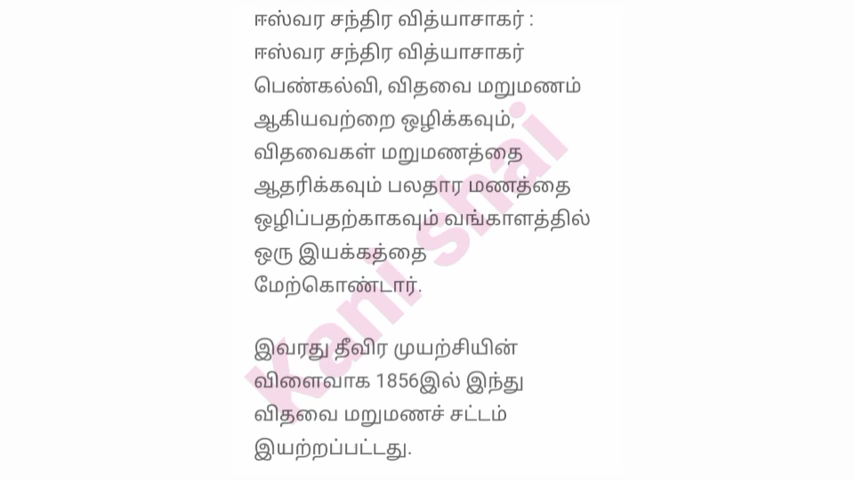 ஈஸ்வர சந்திர வித்யாசாகர் :
ஈஸ்வர சந்திர வித்யாசாகர்
பெண்கல்வி, விதவை மறுமணம்
ஆகியவற்றை ஒழிக்கவும்,
விதவைகள் மறுமணத்தை
ஆதரிக்கவும் பலதார மணத்தை
ஒழிப்பதற்காகவும் வங்காளத்தில்
ஒரு இயக்கத்தை
மேற்கொண்டார்.
இவரது தீவிர முயற்சியின்
விளைவாக 1856இல் இந்து
விதவை மறுமணச் சட்டம்
இயற்றப்பட்டது.
Kani shai